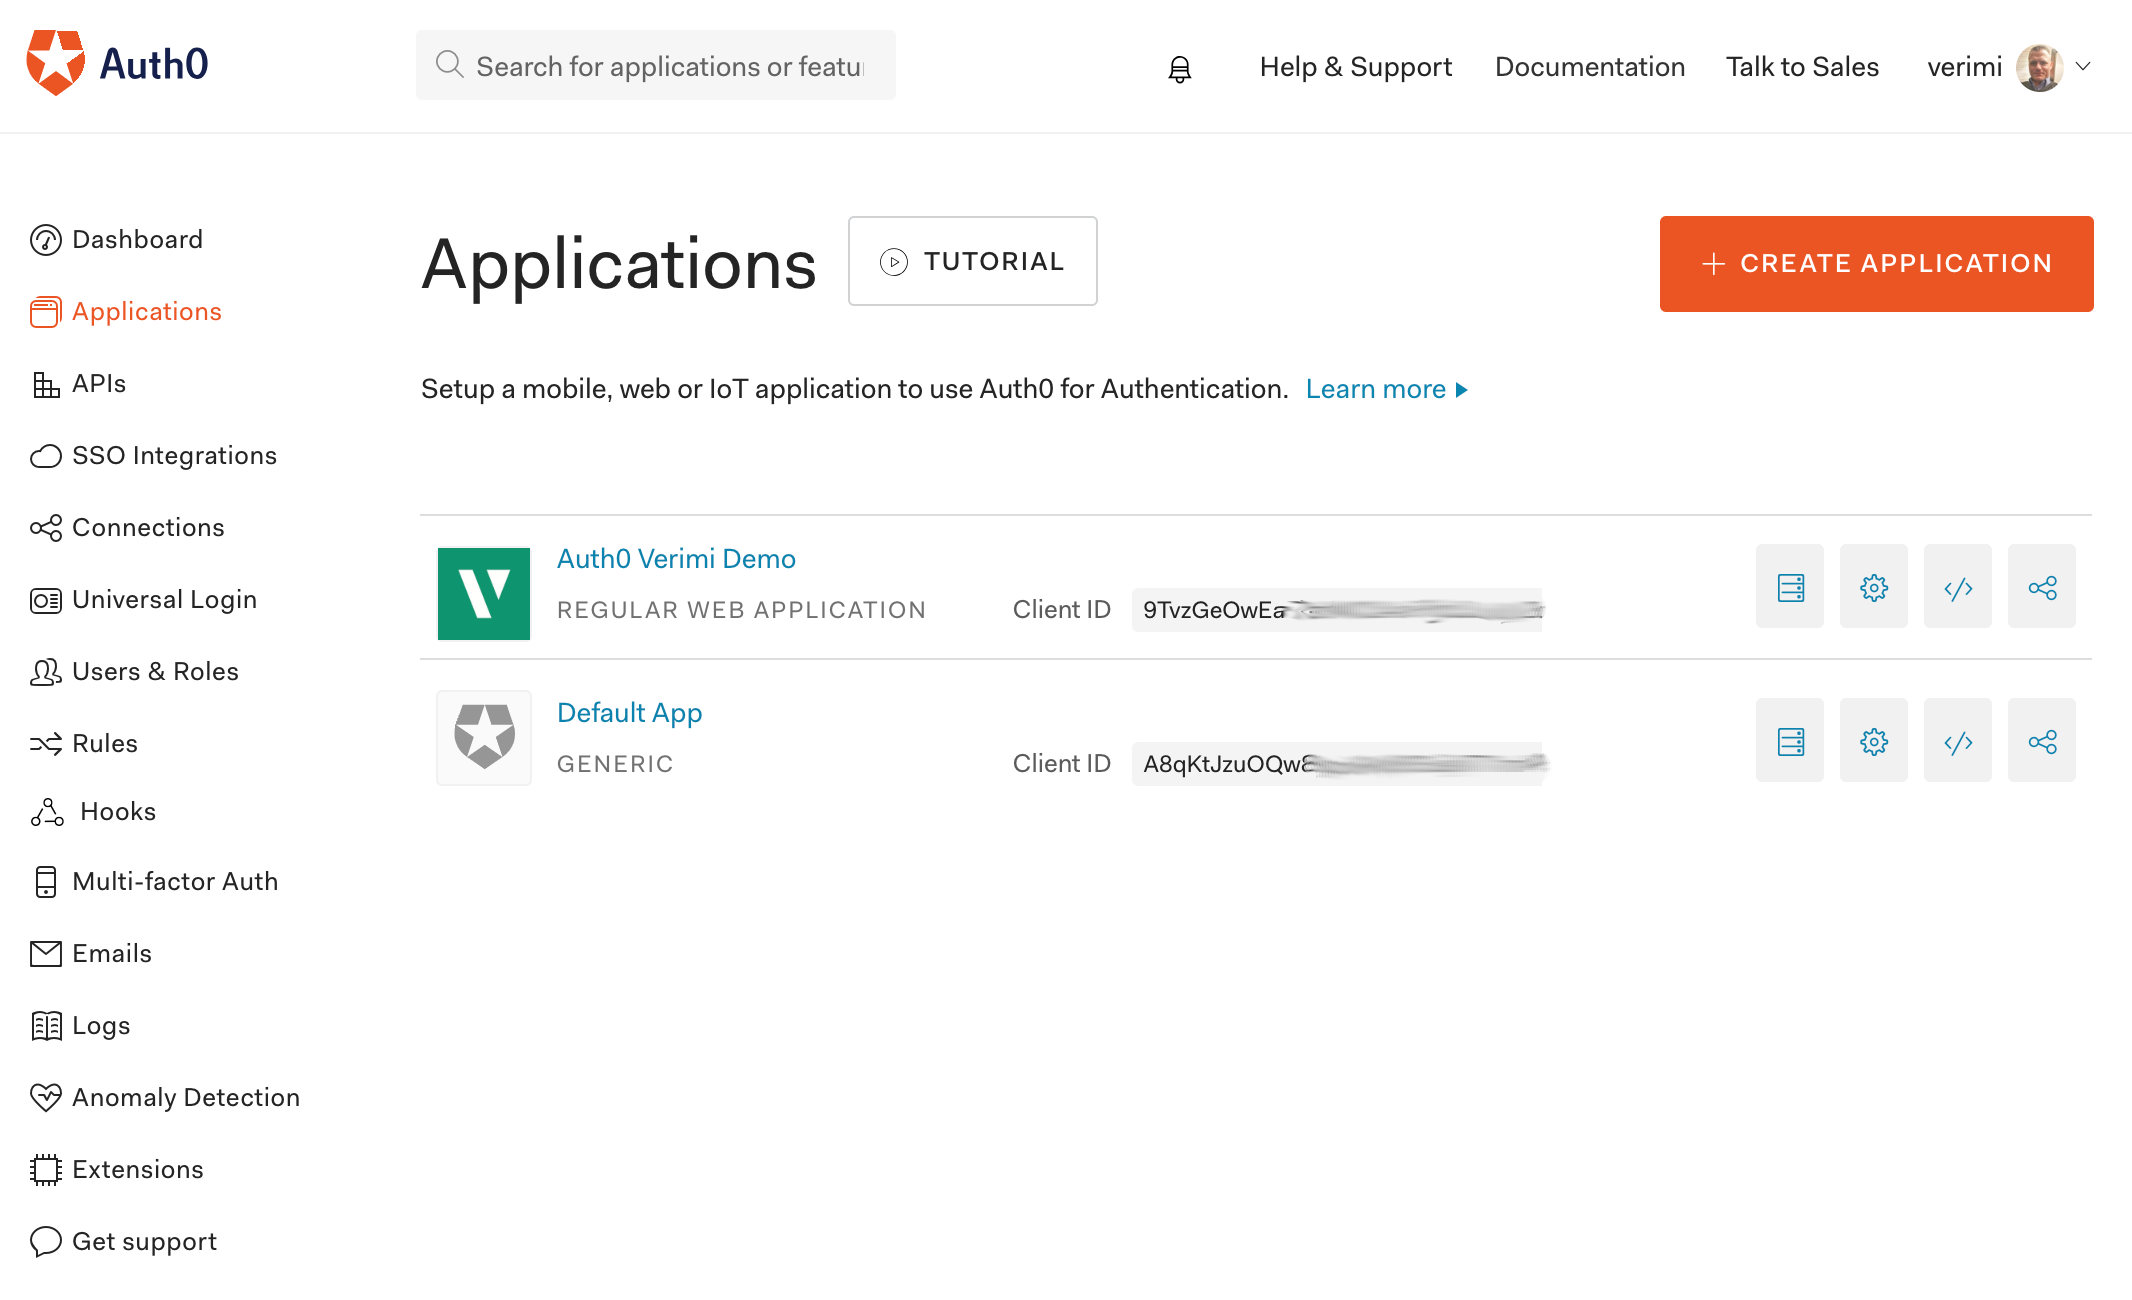 Auth0
Search for applications or featu
Help & Support
Documentation
Talk to Sales
verimi
Dashboard
Applications
APIs
SSO Integrations
Connections
Universal Login
Users & Roles
Rules
Hooks
Multi-factor Auth
Emails
Logs
Anomaly Detection
Extensions
Get support
Applications
TUTORIAL
CREATE APPLICATION
Setup a mobile, web or IoT application to use Auth0 for Authentication. Learn more
Auth0 Verimi Demo
REGULAR WEB APPLICATION
Client ID
9TvzGeOwEa
Default App
GENERIC
Client ID
A8qKtJzuOQw8